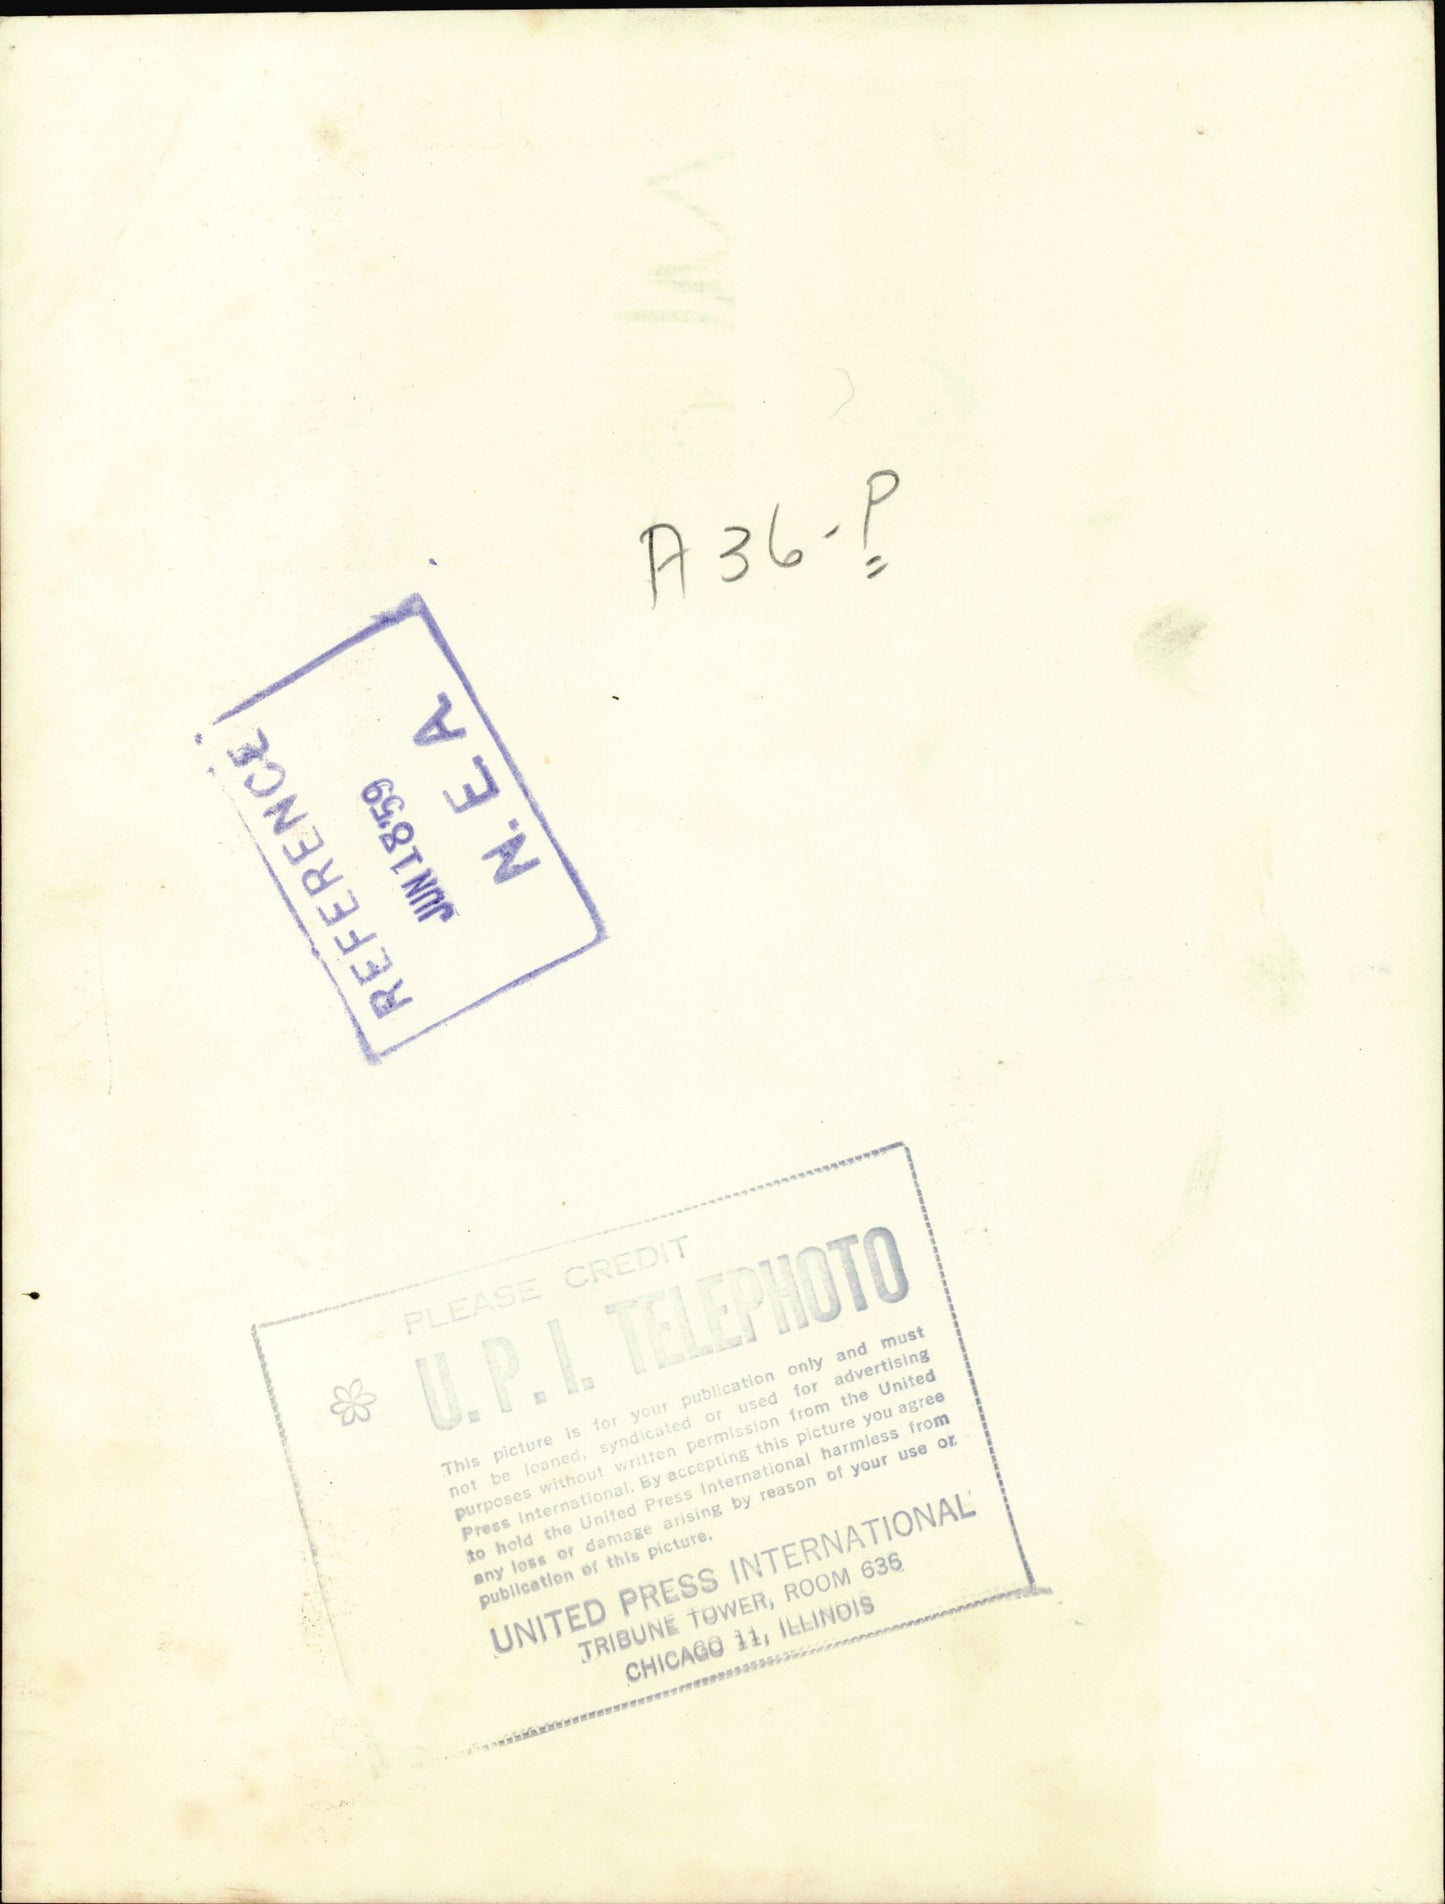 A36-P
REFERENCE
JUN 18 '59
N.E.A
PLEASE CREDIT
U.P.I. TELEPHOTO
This picture is for your publication only and must
not be loaned, syndicated or used for advertising
purposes without written permission from the United
Press International. By accepting this picture you agree
to hold the United Press International harmless from
any loss or damage arising by reason of your use or
publication of this picture.
UNITED PRESS INTERNATIONAL
TRIBUNE TOWER, ROOM 636
CHICAGO 11, ILLINOIS